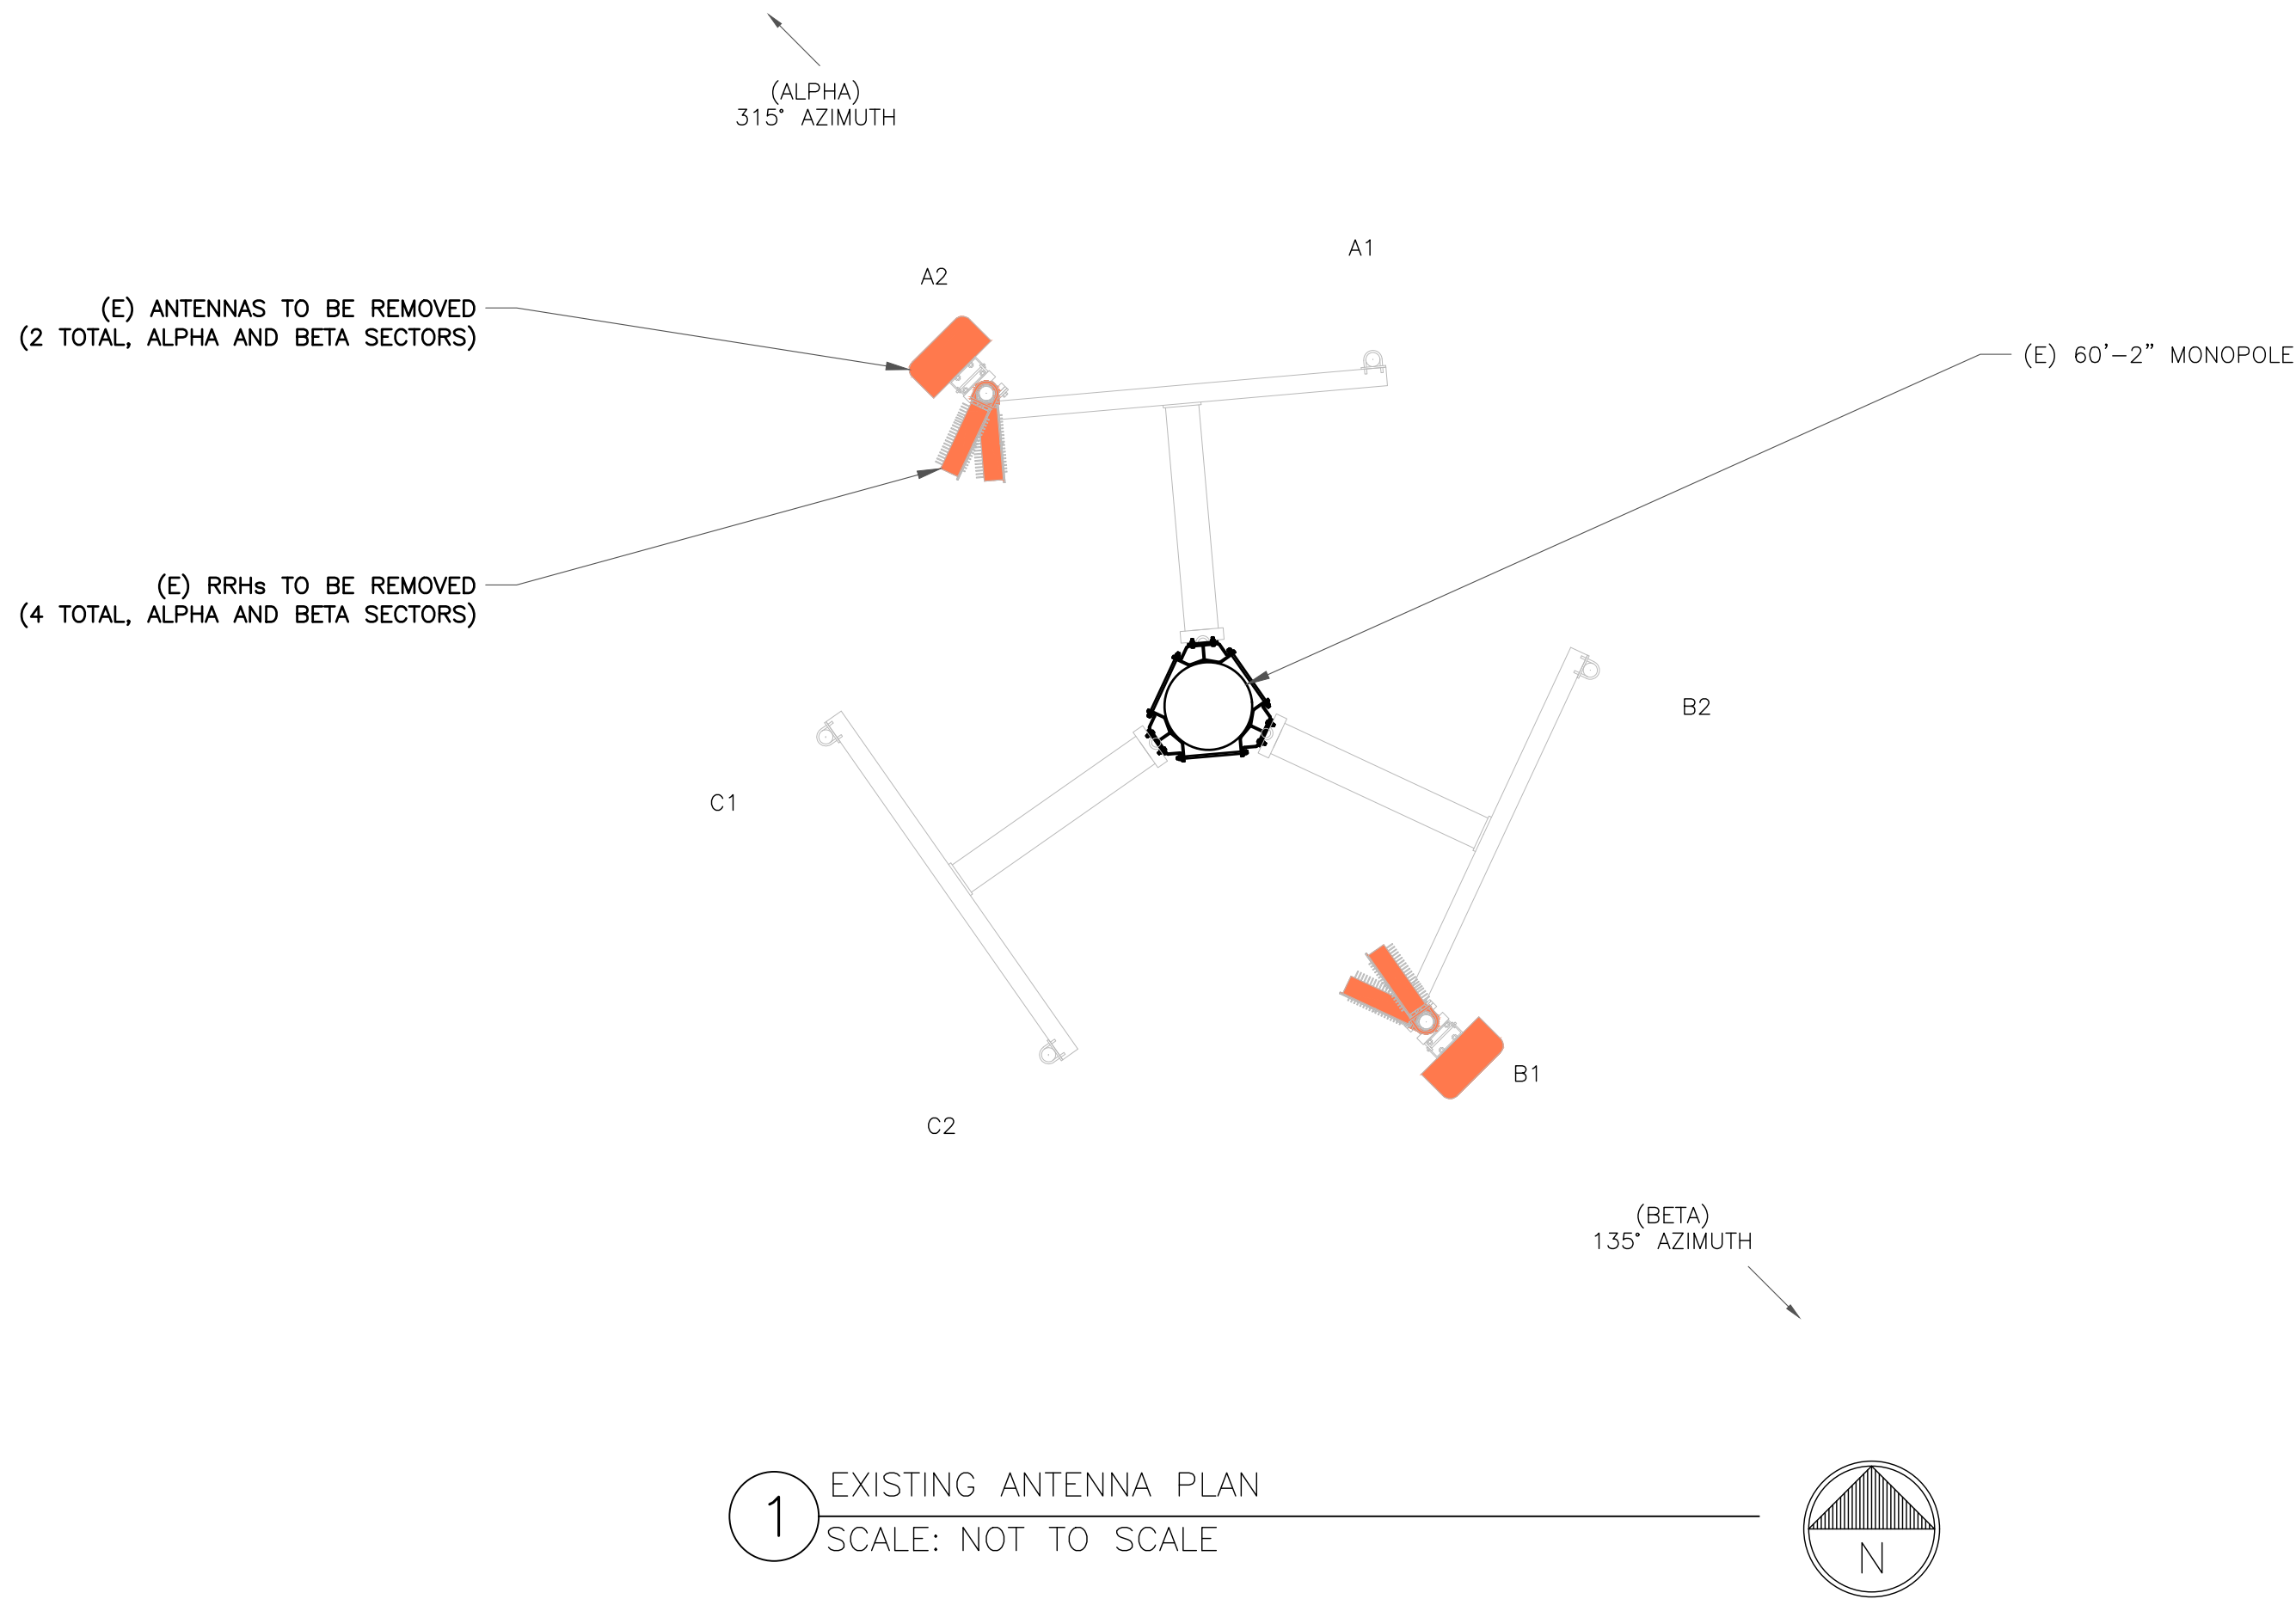 (ALPHA)
315° AZIMUTH
A1
A2
(E) ANTENNAS TO BE REMOVED
(2 TOTAL, ALPHA AND BETA SECTORS)
(E) 60'-2" MONOPOLE
(E) RRHs TO BE REMOVED
(4 TOTAL, ALPHA AND BETA SECTORS)
B2
C1
B1
C2
(BETA)
135° AZIMUTH
1
EXISTING ANTENNA PLAN
SCALE: NOT TO SCALE
N